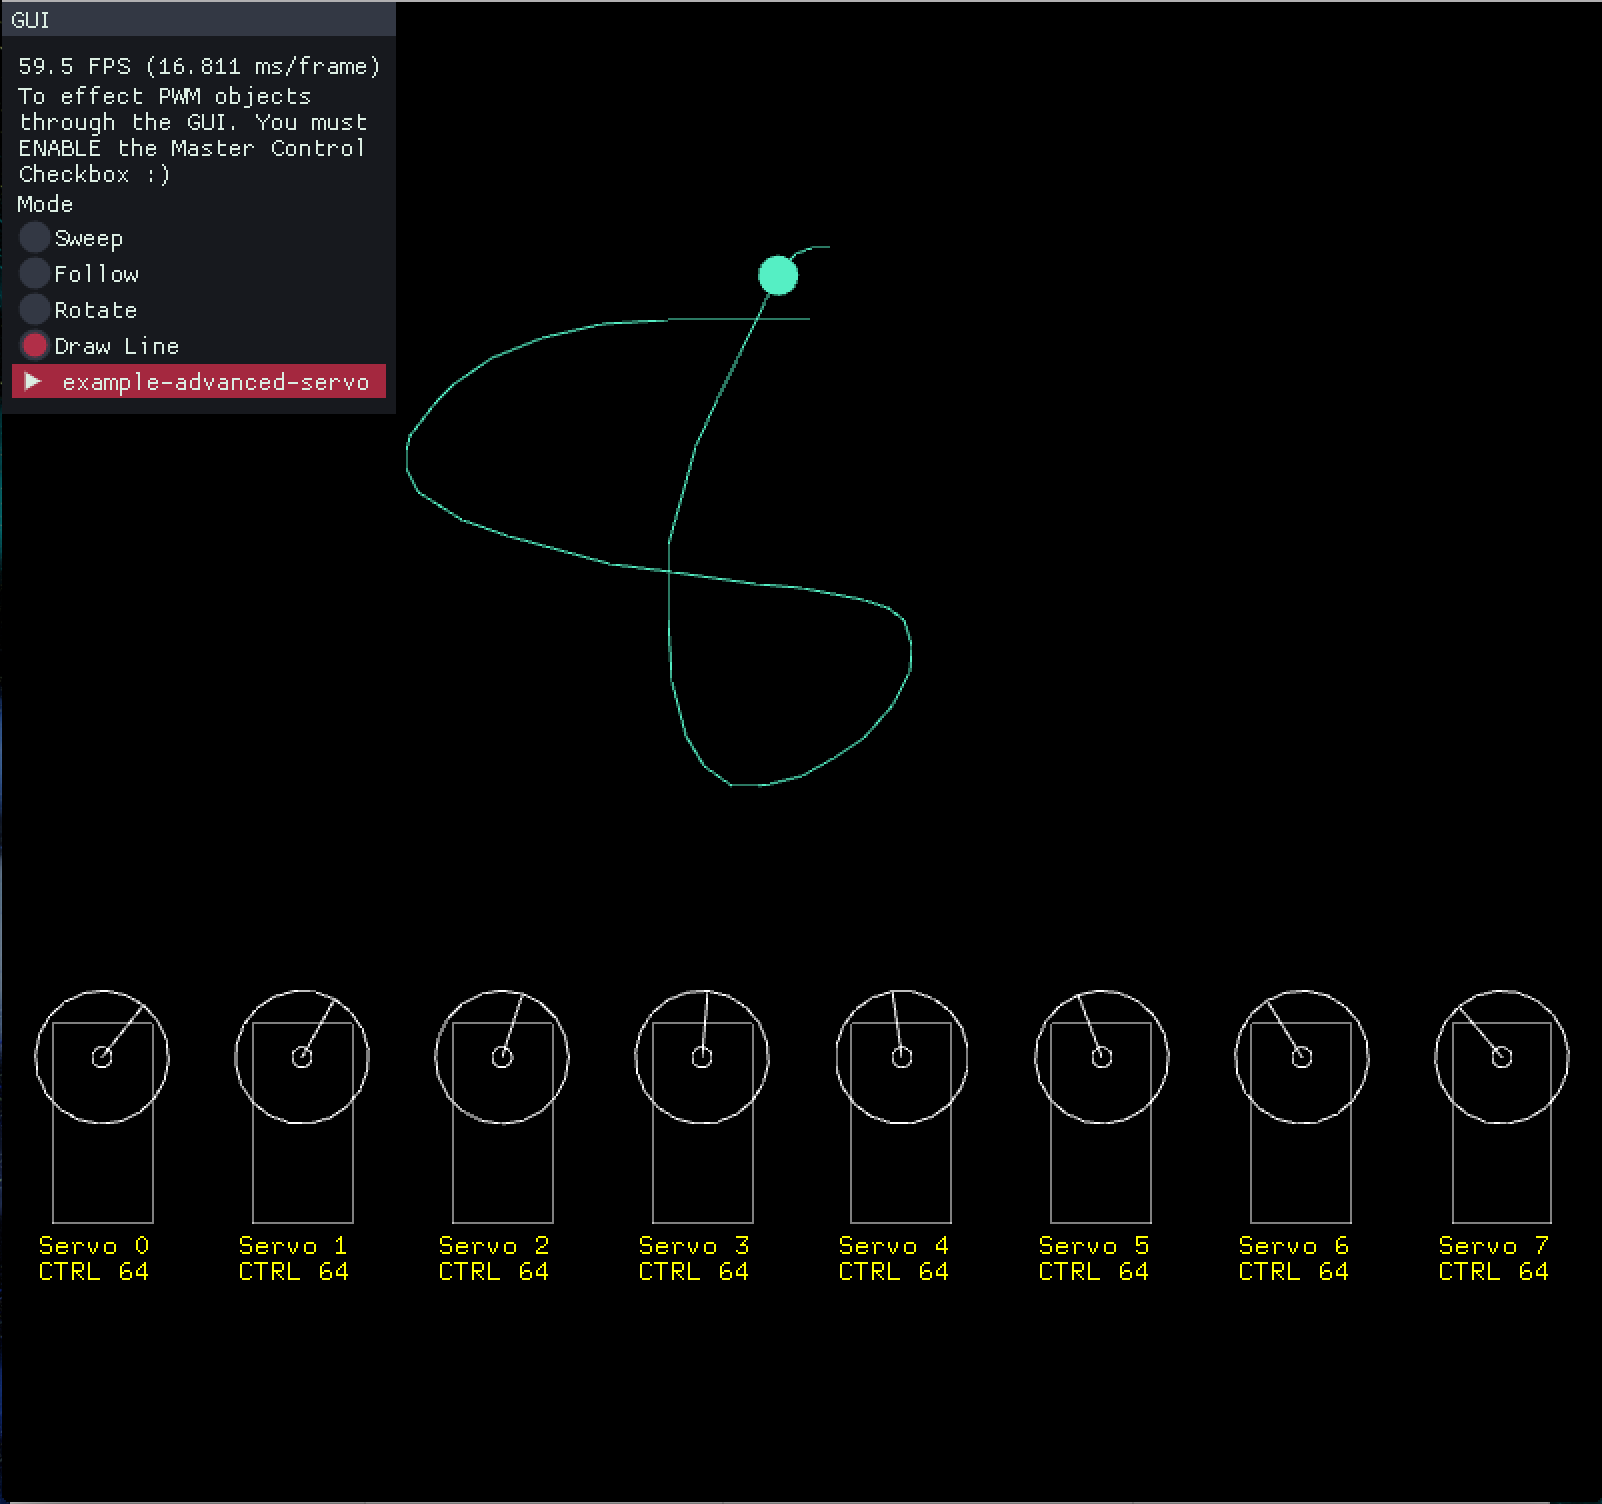 GUI
59.5 FPS (16.811 ms/frame)
To effect PWM objects
through the GUI. You must
ENABLE the Master Control
Checkbox :)
Mode
Sweep
Follow
Rotate
Draw Line
example-advanced-servo
Servo 0 Servo 1 Servo 2 Servo 3 Servo 4 Servo 5 Servo 6 Servo 7
CTRL 64 CTRL 64 CTRL 64 CTRL 64 CTRL 64 CTRL 64 CTRL 64 CTRL 64